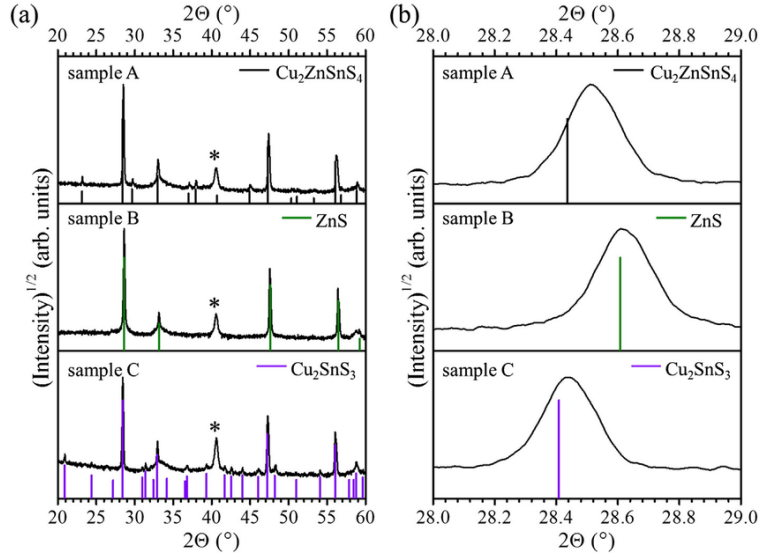 (a)
2Θ (°)
20 25 30 35 40 45 50 55 60
sample A
Cu₂ZnSnS₄
*
sample B
ZnS
*
sample C
Cu₂SnS₃
*
(Intensity)^1/2 (arb. units)
20 25 30 35 40 45 50 55 60
2Θ (°)
(b)
2Θ (°)
28.0 28.2 28.4 28.6 28.8 29.0
sample A
Cu₂ZnSnS₄
sample B
ZnS
sample C
Cu₂SnS₃
(Intensity)^1/2 (arb. units)
28.0 28.2 28.4 28.6 28.8 29.0
2Θ (°)